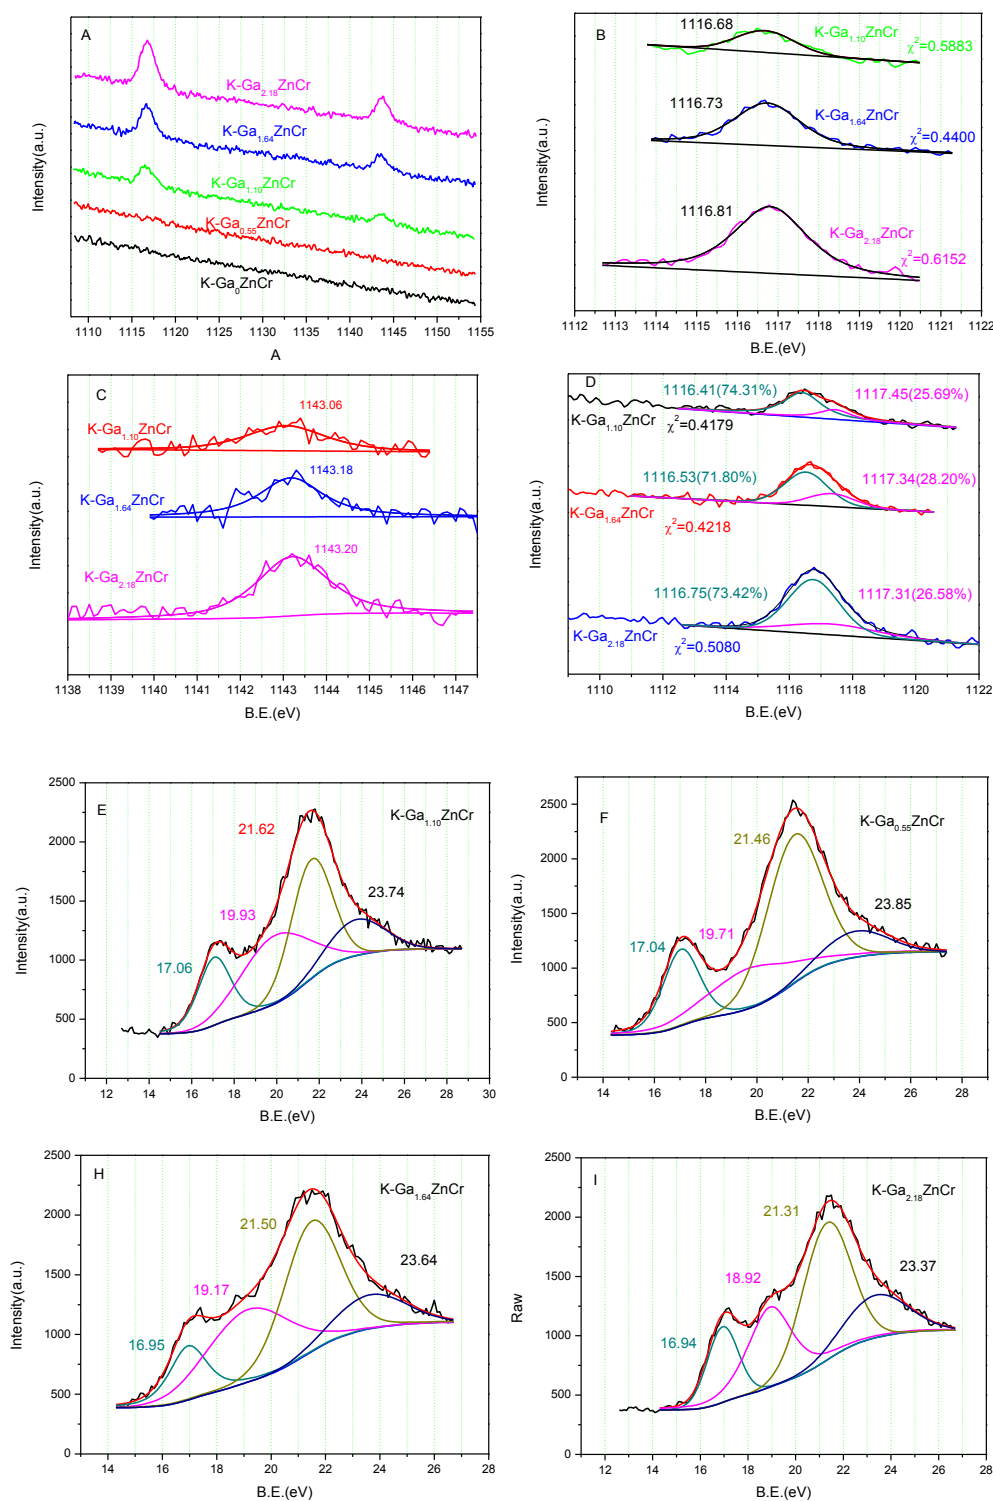 A
K-Ga2.18ZnCr
K-Ga1.64ZnCr
K-Ga1.10ZnCr
K-Ga0.55ZnCr
K-Ga0ZnCr
Intensity(a.u.)
1110 1115 1120 1125 1130 1135 1140 1145 1150 1155
A
B
1116.68
K-Ga1.10ZnCr
χ²=0.5883
1116.73
K-Ga1.64ZnCr
χ²=0.4400
1116.81
K-Ga2.18ZnCr
χ²=0.6152
Intensity(a.u.)
1112 1113 1114 1115 1116 1117 1118 1119 1120 1121 1122
B.E.(eV)
C
1143.06
K-Ga1.10ZnCr
1143.18
K-Ga1.64ZnCr
1143.20
K-Ga2.18ZnCr
Intensity(a.u.)
1138 1139 1140 1141 1142 1143 1144 1145 1146 1147
B.E.(eV)
D
1116.41(74.31%)
1117.45(25.69%)
K-Ga1.10ZnCr
χ²=0.4179
1116.53(71.80%)
1117.34(28.20%)
K-Ga1.64ZnCr
χ²=0.4218
1116.75(73.42%)
1117.31(26.58%)
K-Ga2.18ZnCr
χ²=0.5080
Intensity(a.u.)
1110 1112 1114 1116 1118 1120 1122
B.E.(eV)
E
K-Ga1.10ZnCr
21.62
19.93
23.74
17.06
2500
2000
1500
1000
500
0
Intensity(a.u.)
12 14 16 18 20 22 24 26 28 30
B.E.(eV)
F
K-Ga0.55ZnCr
21.46
23.85
19.71
17.04
2500
2000
1500
1000
500
0
Intensity(a.u.)
14 16 18 20 22 24 26 28
B.E.(eV)
H
K-Ga1.64ZnCr
21.50
23.64
19.17
16.95
2500
2000
1500
1000
500
0
Intensity(a.u.)
14 16 18 20 22 24 26 28
B.E.(eV)
I
K-Ga2.18ZnCr
21.31
23.37
18.92
16.94
2500
2000
1500
1000
500
0
Raw
12 14 16 18 20 22 24 26 28
B.E.(eV)